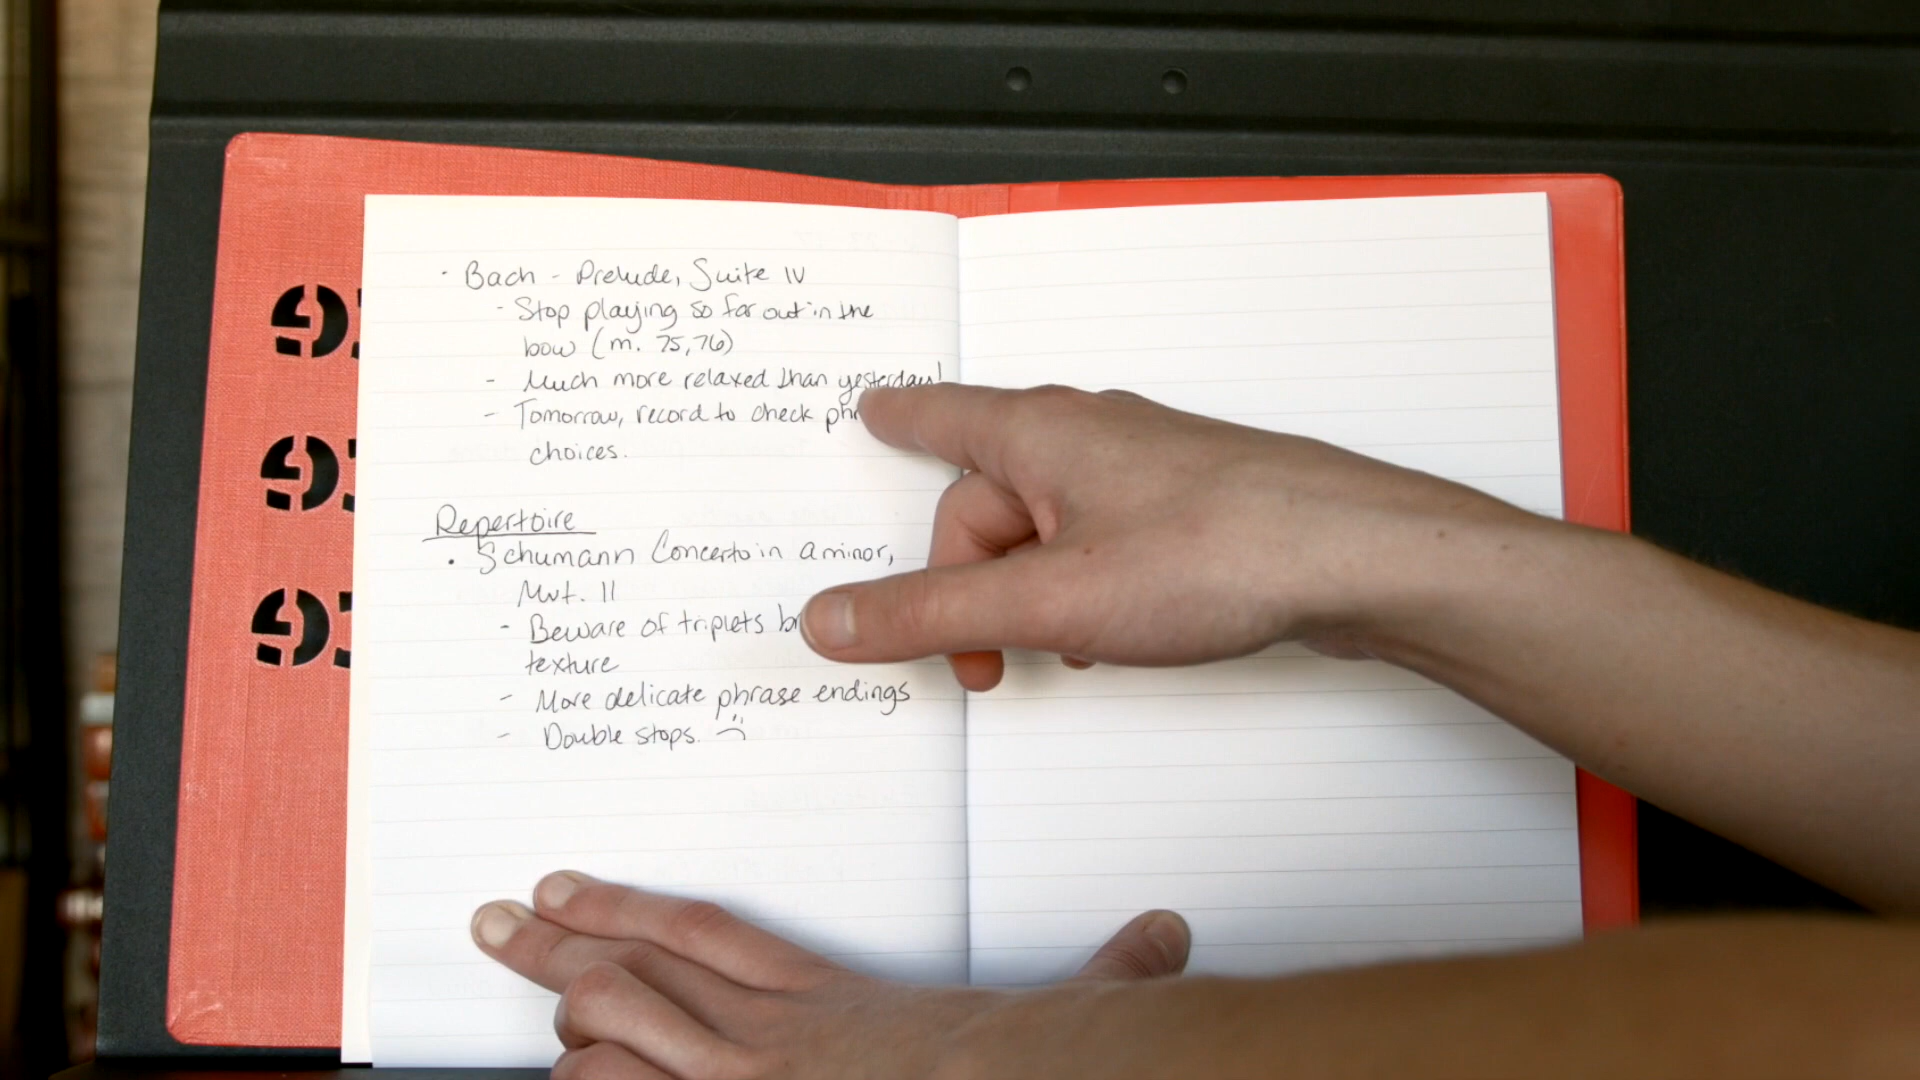 · Bach - Prelude, Suite IV
- Stop playing so far out in the
bow (m. 75,76)
- Much more relaxed than yesterday!
- Tomorrow, record to check
choices.
Repertoire
· Schumann Concerto in a minor,
Mvt. II
- Beware of triplets
texture
- More delicate phrase endings
- Double stops.